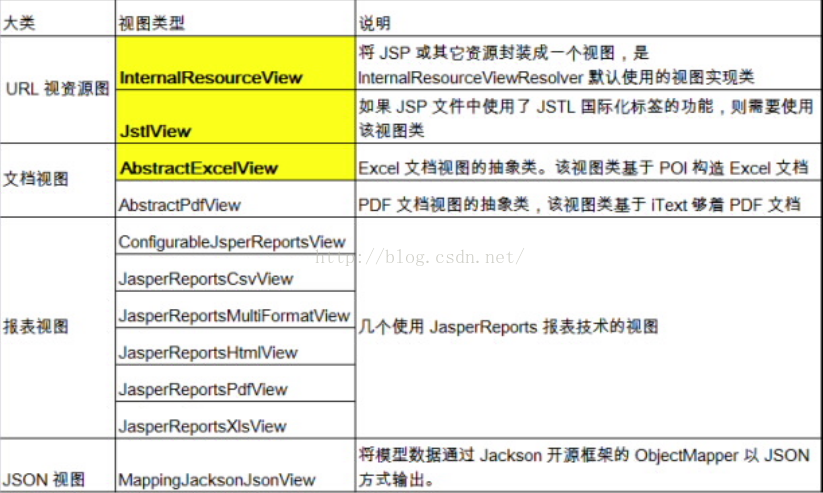 大类 视图类型 说明
URL 视资源图 InternalResourceView 将 JSP 或其它资源封装成一个视图，是
InternalResourceViewResolver 默认使用的视图实现类
JstlView 如果 JSP 文件中使用了 JSTL 国际化标签的功能，则需要使用
该视图类
文档视图 AbstractExcelView Excel 文档视图的抽象类。该视图类基于 POI 构造 Excel 文档
AbstractPdfView PDF 文档视图的抽象类，该视图类基于 iText 够着 PDF 文档
报表视图 ConfigurableJsperReportsView
http://blog.csdn.net/
JasperReportsCsvView
JasperReportsMultiFormatView 几个使用 JasperReports 报表技术的视图
JasperReportsHtmlView
JasperReportsPdfView
JasperReportsXlsView
JSON 视图 MappingJacksonJsonView 将模型数据通过 Jackson 开源框架的 ObjectMapper 以 JSON
方式输出。